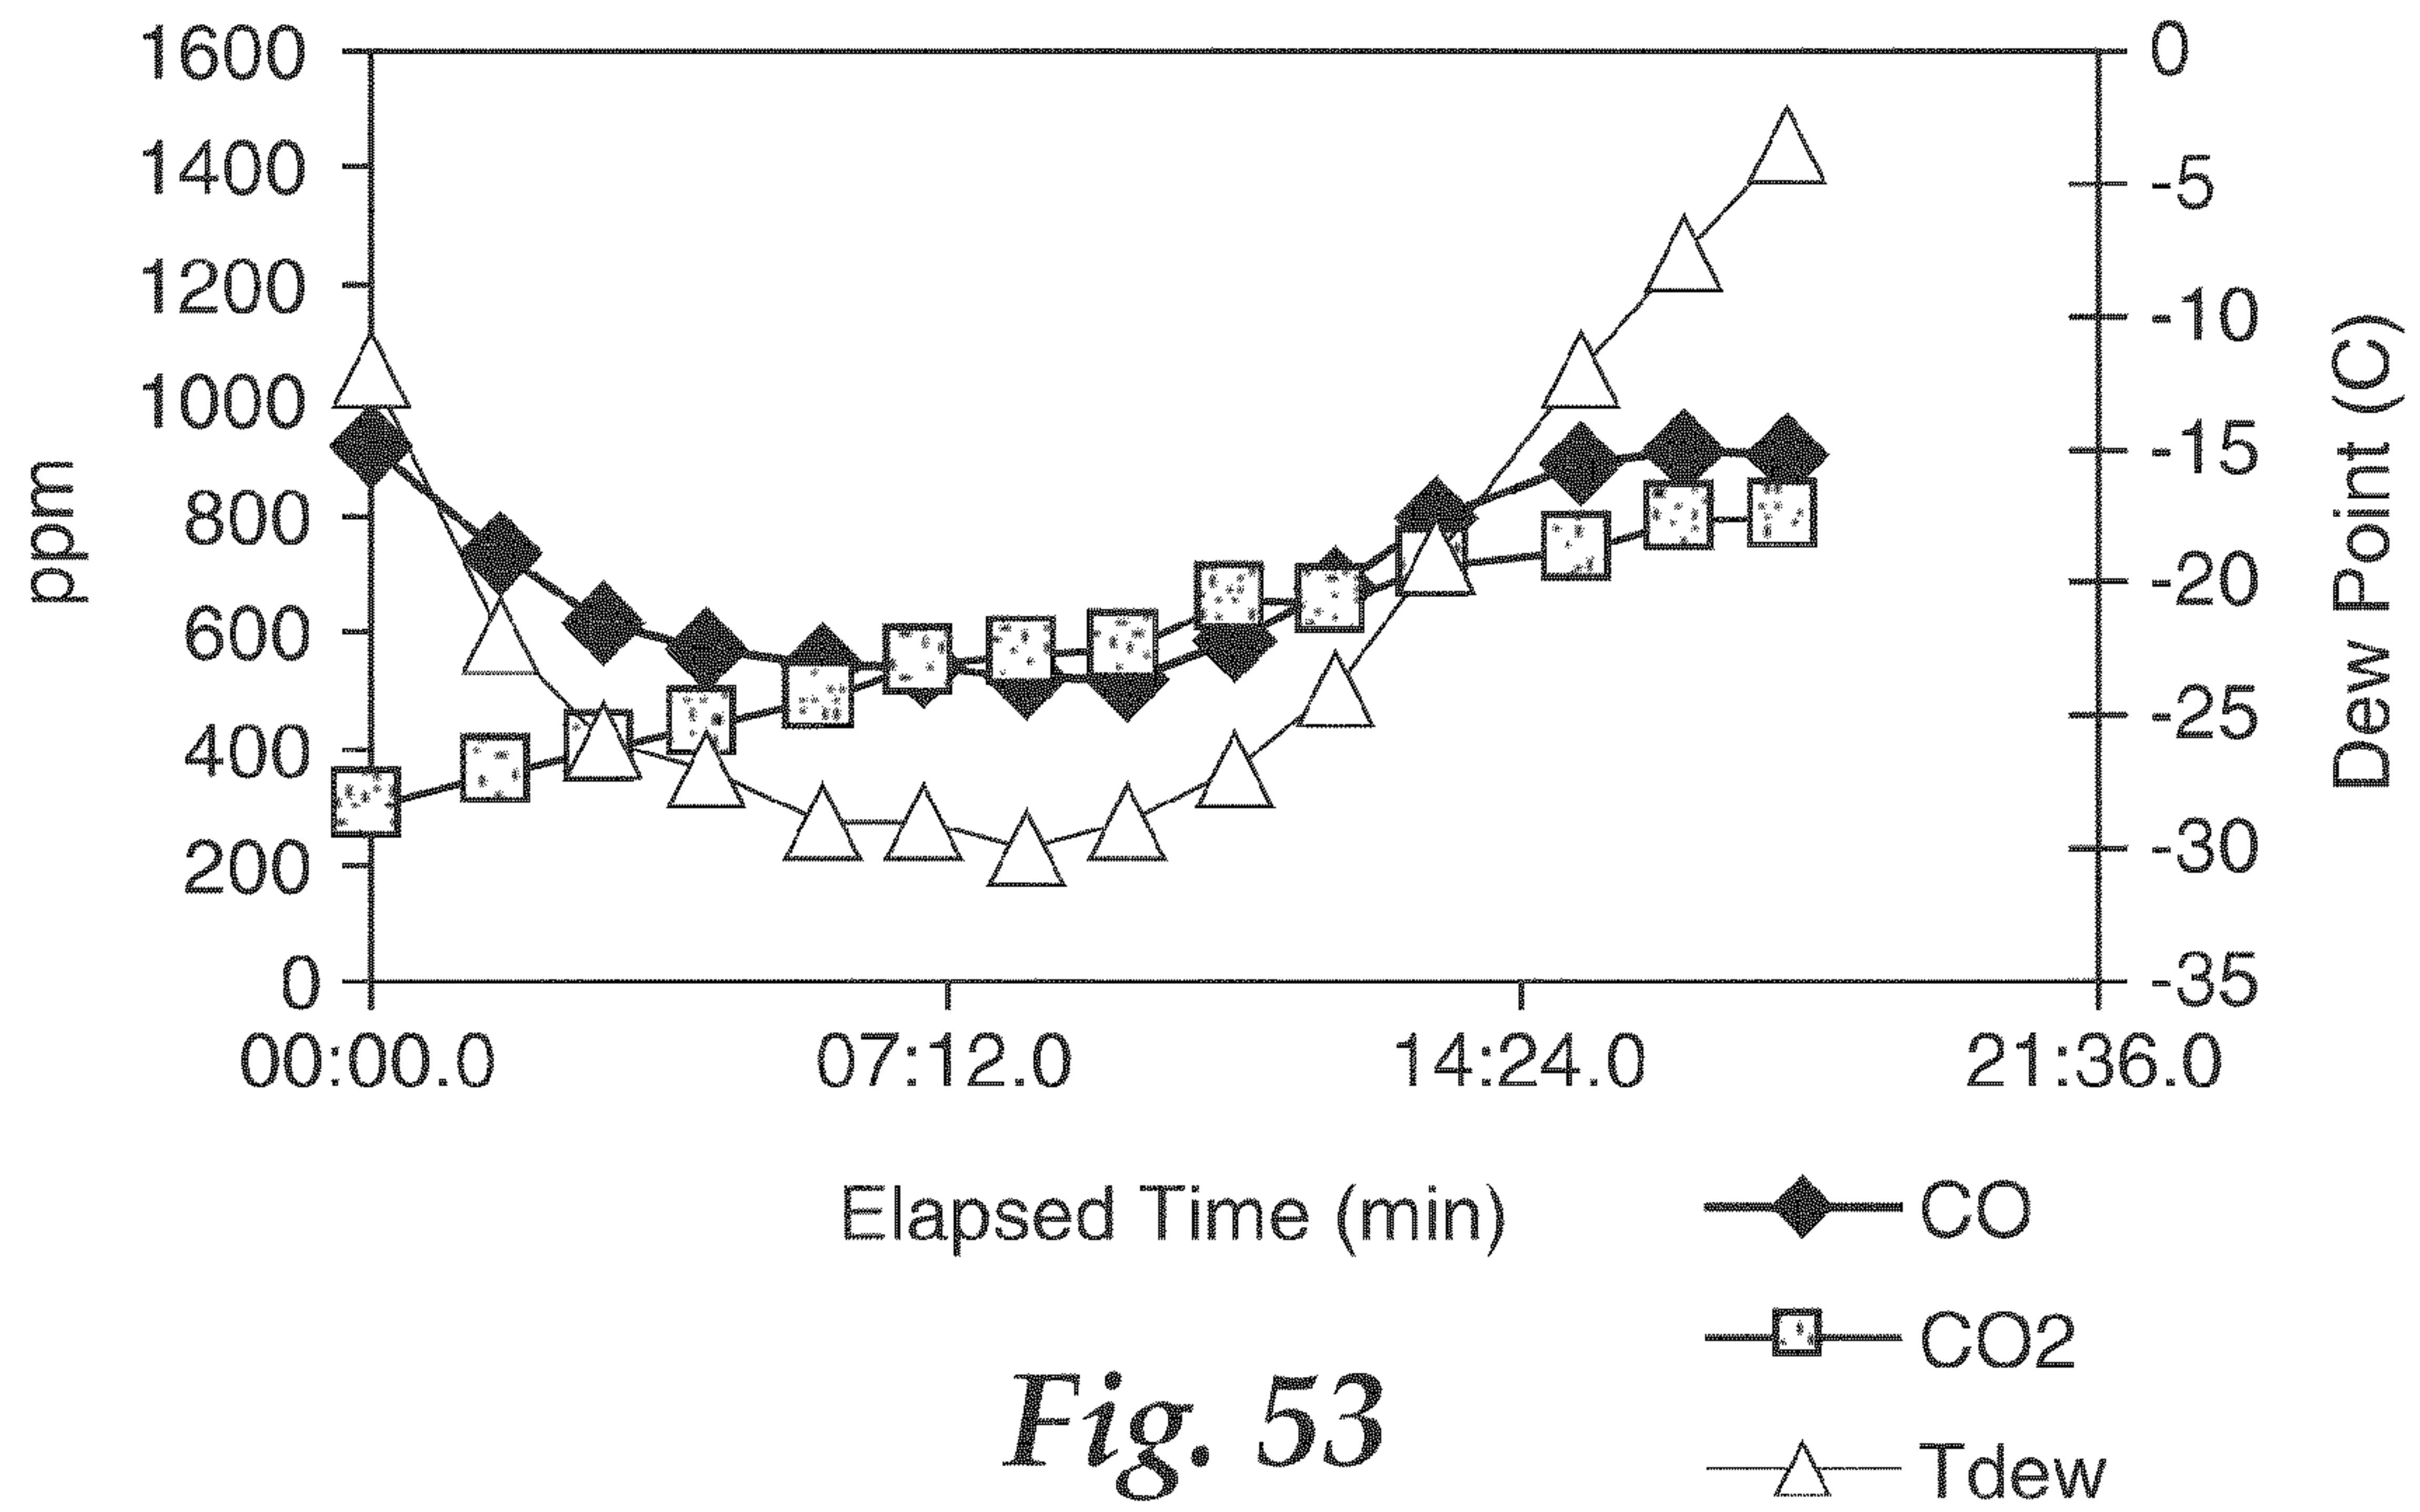 1600
1400
1200
1000
800
600
400
200
0
ppm
0
-5
-10
-15
-20
-25
-30
-35
Dew Point (C)
00:00.0 07:12.0 14:24.0 21:36.0
Elapsed Time (min)
CO
CO2
Tdew
Fig. 53